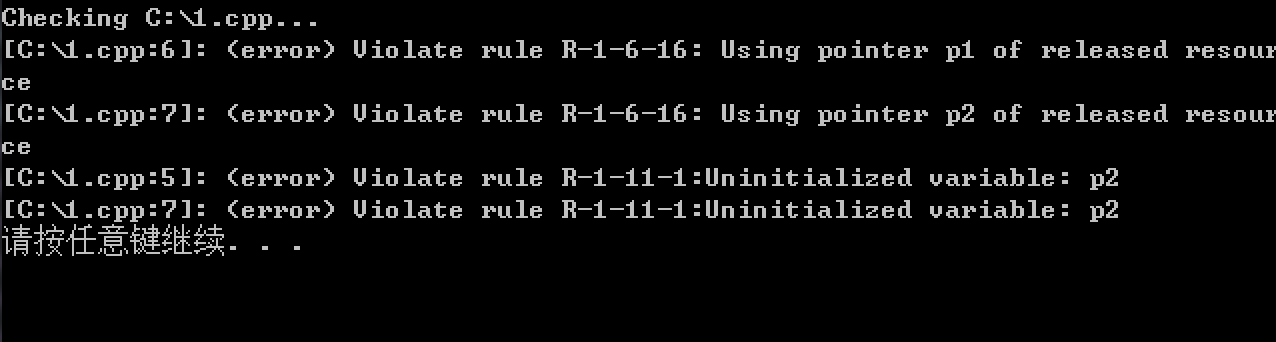 Checking C:\1.cpp...
[C:\1.cpp:6]: (error) Violate rule R-1-6-16: Using pointer p1 of released resour
ce
[C:\1.cpp:7]: (error) Violate rule R-1-6-16: Using pointer p2 of released resour
ce
[C:\1.cpp:5]: (error) Violate rule R-1-11-1:Uninitialized variable: p2
[C:\1.cpp:7]: (error) Violate rule R-1-11-1:Uninitialized variable: p2
请按任意键继续. . .